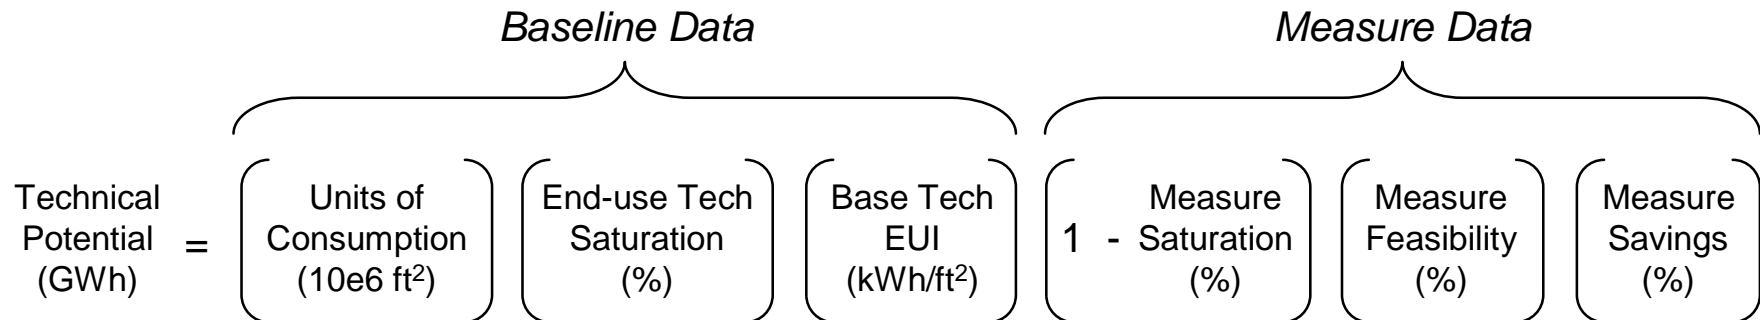 Baseline Data
Measure Data
Technical
Potential
(GWh)
=
Units of
Consumption
(10e6 ft²)
End-use Tech
Saturation
(%)
Base Tech
EUI
(kWh/ft²)
1 -
Measure
Saturation
(%)
Measure
Feasibility
(%)
Measure
Savings
(%)